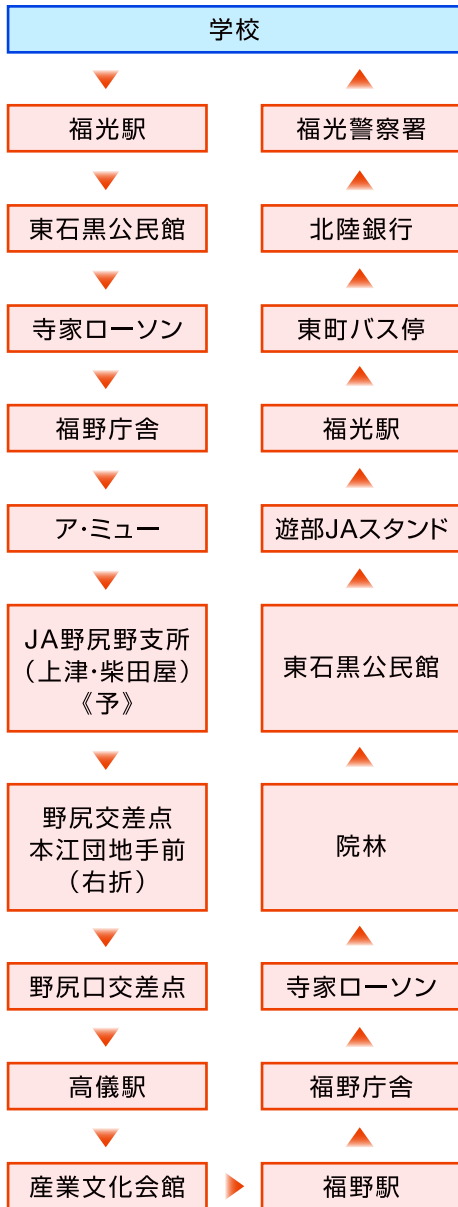 学校
福光駅
東石黒公民館
寺家ローソン
福野庁舎
ア・ミュー
JA野尻野支所
（上津・柴田屋）
《予》
野尻交差点
本江団地手前
（右折）
野尻口交差点
高儀駅
産業文化会館
福野駅
福野庁舎
寺家ローソン
院林
東石黒公民館
遊部JAスタンド
福光駅
東町バス停
北陸銀行
福光警察署